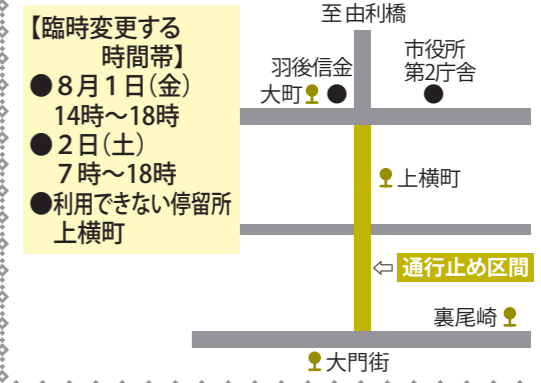 【臨時変更する
時間帯】
●8月1日(金)
14時～18時
●2日(土)
7時～18時
●利用できない停留所
上横町
至由利橋
羽後信金
大町
市役所
第2庁舎
上横町
⇦ 通行止め区間
裏尾崎
大門街